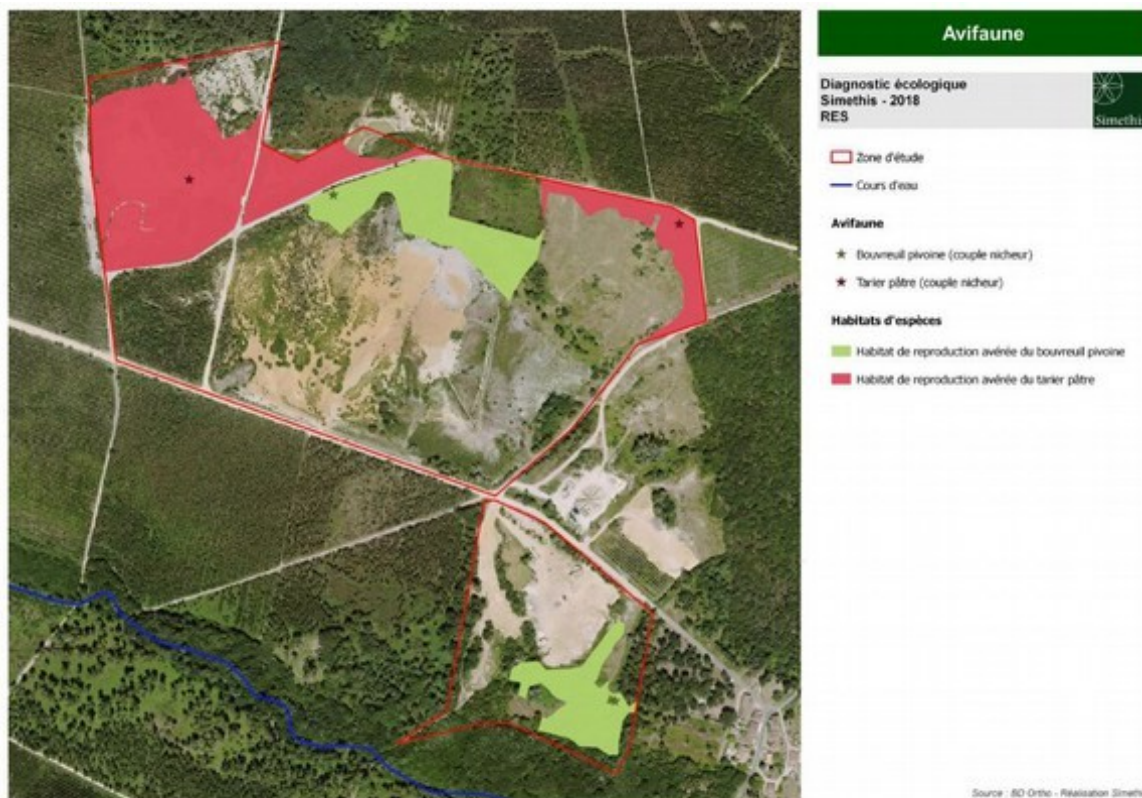 Avifaune
Diagnostic écologique
Simethis - 2018
RES
Simethis
Zone d'étude
Cours d'eau
Avifaune
Bouvreuil pivoine (couple nicheur)
Tarier pâtre (couple nicheur)
Habitats d'espèces
Habitat de reproduction avérée du bouvreuil pivoine
Habitat de reproduction avérée du tarier pâtre
Source : BD Ortho - Réalisation Simethis